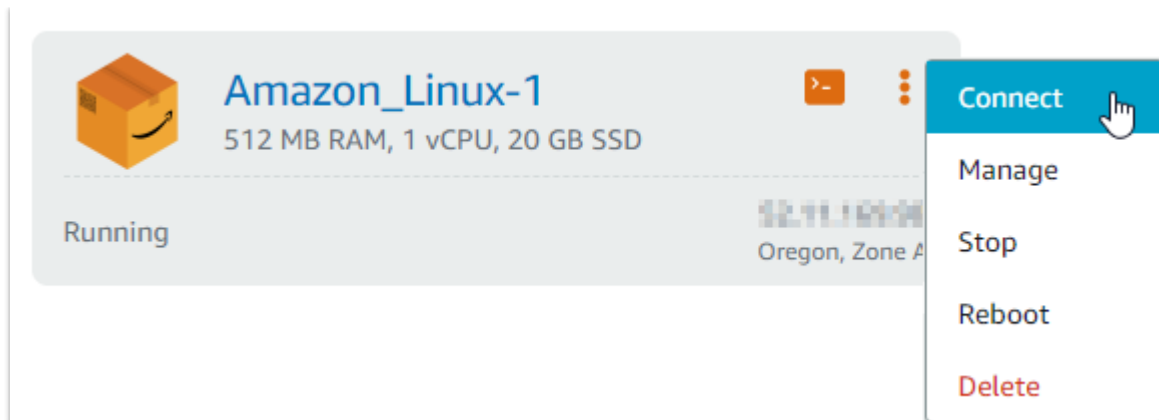 Amazon_Linux-1
512 MB RAM, 1 vCPU, 20 GB SSD
Running
Oregon, Zone A
Connect
Manage
Stop
Reboot
Delete